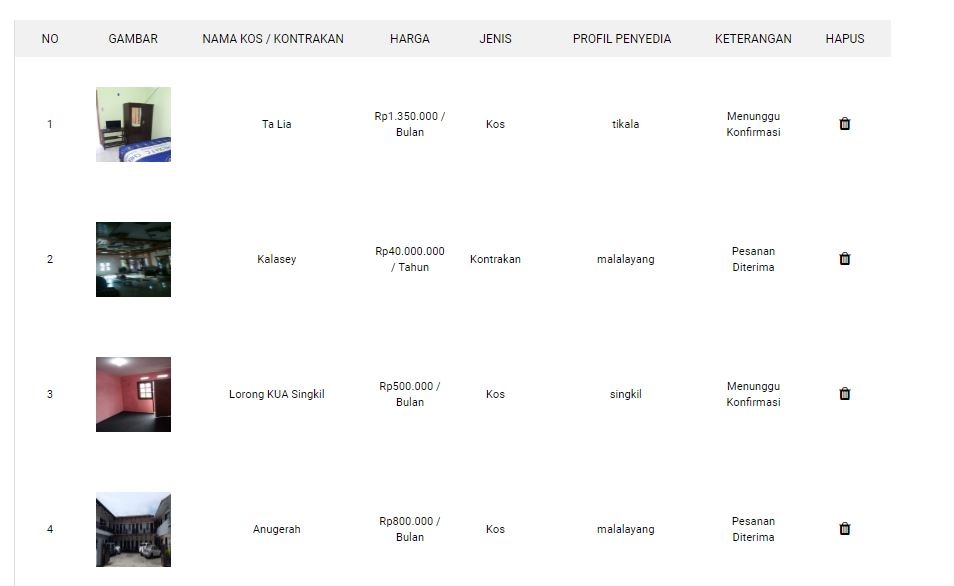 NO GAMBAR NAMA KOS / KONTRAKAN HARGA JENIS PROFIL PENYEDIA KETERANGAN HAPUS
1 Ta Lia Rp1.350.000 / Bulan Kos tikala Menunggu Konfirmasi
2 Kalasey Rp40.000.000 / Tahun Kontrakan malalayang Pesanan Diterima
3 Lorong KUA Singkil Rp500.000 / Bulan Kos singkil Menunggu Konfirmasi
4 Anugerah Rp800.000 / Bulan Kos malalayang Pesanan Diterima